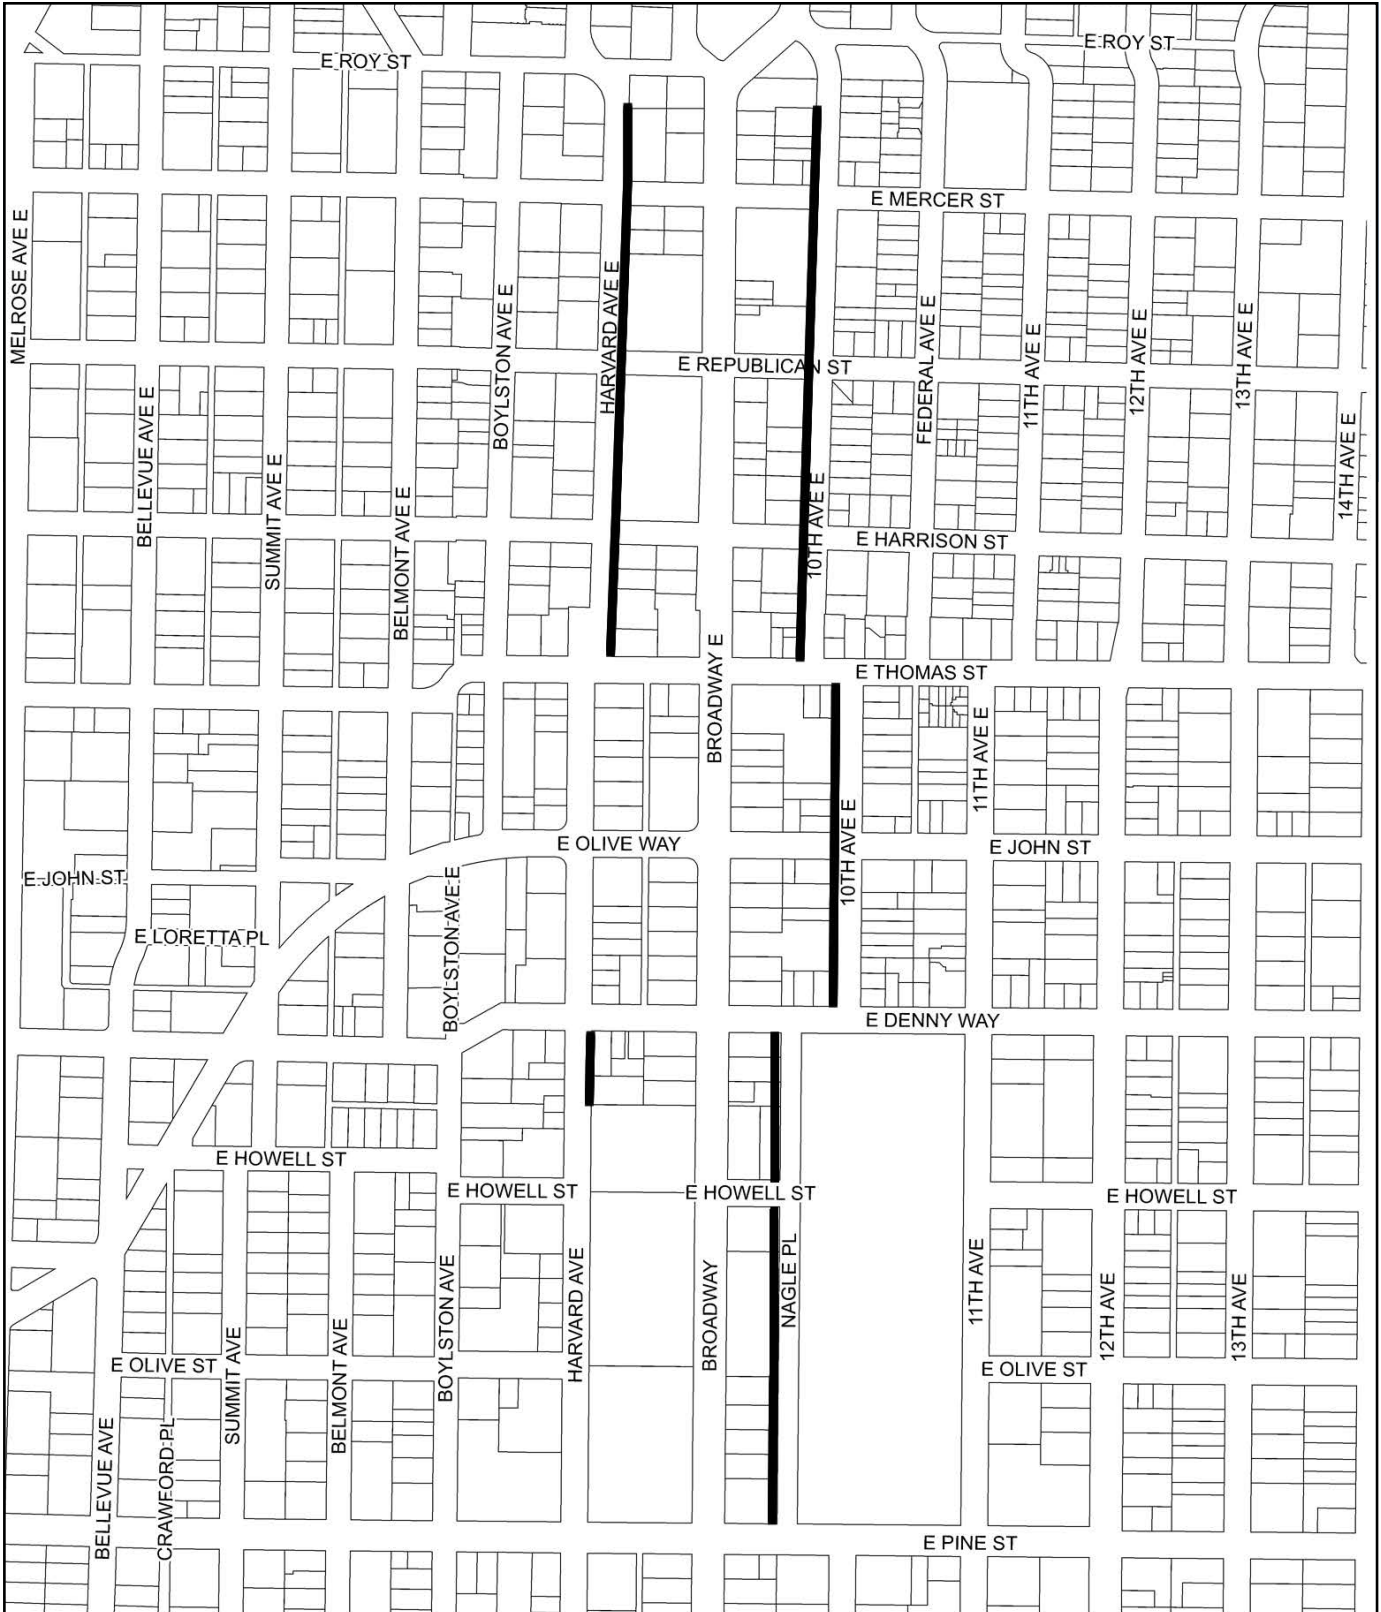 E ROY ST
E ROY ST
E MERCER ST
MELROSE AVE E
HARVARD AVE E
BOYLSTON AVE E
FEDERAL AVE E
11TH AVE E
12TH AVE E
13TH AVE E
E REPUBLICAN ST
BELLEVUE AVE E
SUMMIT AVE E
BELMONT AVE E
10TH AVE E
14TH AVE E
E HARRISON ST
BROADWAY E
E THOMAS ST
11TH AVE E
10TH AVE E
E OLIVE WAY
E JOHN ST
E JOHN ST
BOYLSTON AVE E
E LORETTA PL
E DENNY WAY
E HOWELL ST
E HOWELL ST
E HOWELL ST
E HOWELL ST
HARVARD AVE
BROADWAY
NAGLE PL
11TH AVE
12TH AVE
13TH AVE
BOYLSTON AVE
BELMONT AVE
SUMMIT AVE
E OLIVE ST
E OLIVE ST
BELLEVUE AVE
CRAWFORD PL
E PINE ST